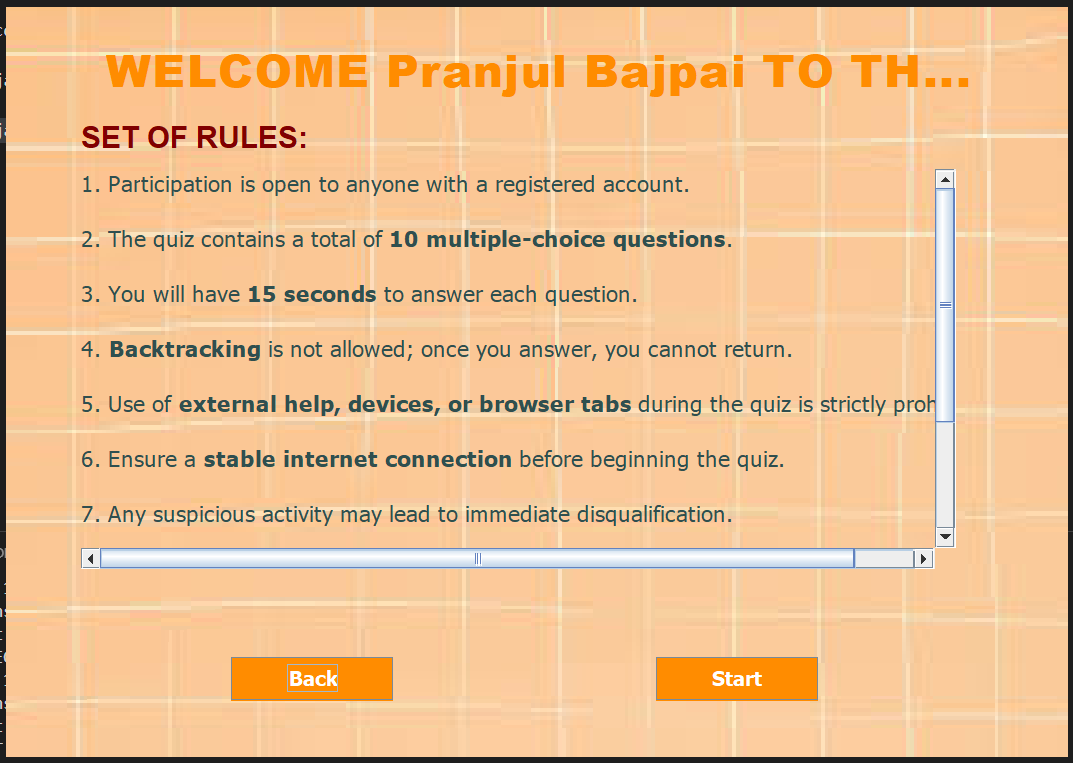 WELCOME Pranjul Bajpai TO TH...
SET OF RULES:
1. Participation is open to anyone with a registered account.
2. The quiz contains a total of 10 multiple-choice questions.
3. You will have 15 seconds to answer each question.
4. Backtracking is not allowed; once you answer, you cannot return.
5. Use of external help, devices, or browser tabs during the quiz is strictly proh
6. Ensure a stable internet connection before beginning the quiz.
7. Any suspicious activity may lead to immediate disqualification.
Back Start